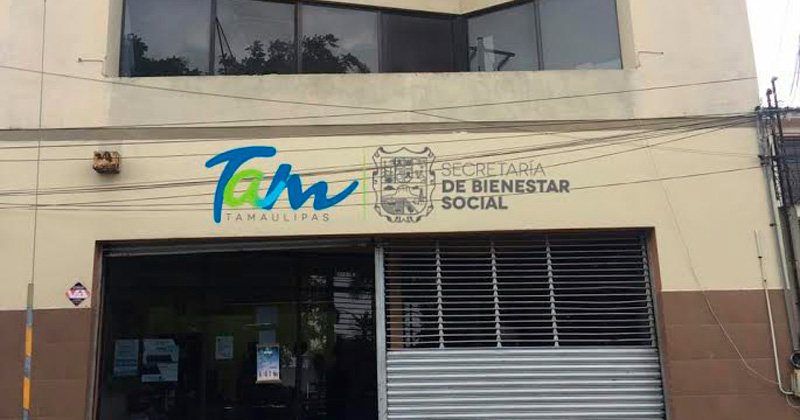 Tam
TAMAULIPAS
SECRETARÍA
DE BIENESTAR
SOCIAL